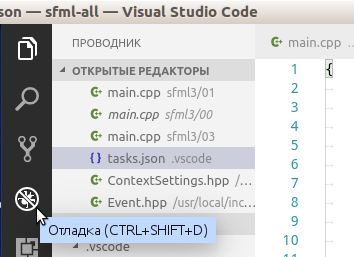 son — sfml-all — Visual Studio Code
ПРОВОДНИК
main.cpp
ОТКРЫТЫЕ РЕДАКТОРЫ
main.cpp sfml3/01
main.cpp sfml3/00
main.cpp sfml3/03
{ } tasks.json .vscode
ContextSettings.hpp /...
Event.hpp /usr/local/inc...
Отладка (CTRL+SHIFT+D)
.vscode
1 {
2
3
4
5
6
7
8
9
10
11